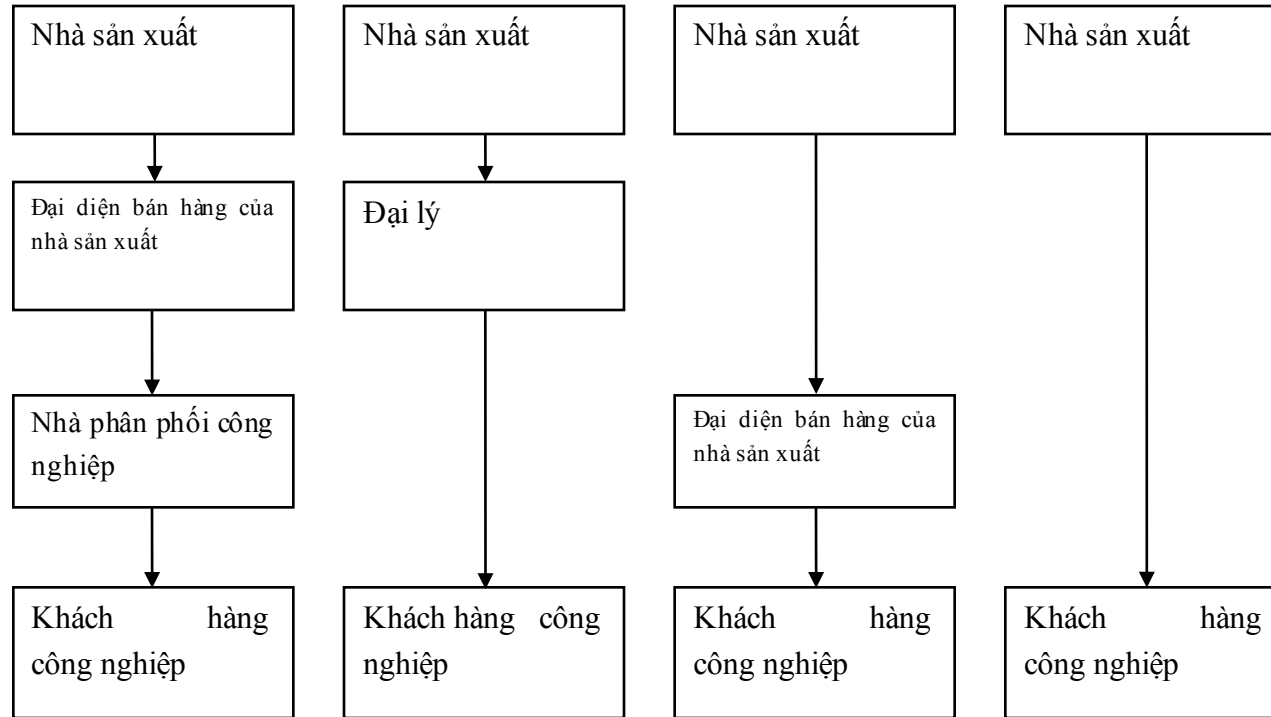 Nhà sản xuất
Nhà sản xuất
Nhà sản xuất
Nhà sản xuất
Đại diện bán hàng của
nhà sản xuất
Đại lý
Nhà phân phối công
nghiệp
Đại diện bán hàng của
nhà sản xuất
Khách hàng
công nghiệp
Khách hàng công
nghiệp
Khách hàng
công nghiệp
Khách hàng
công nghiệp